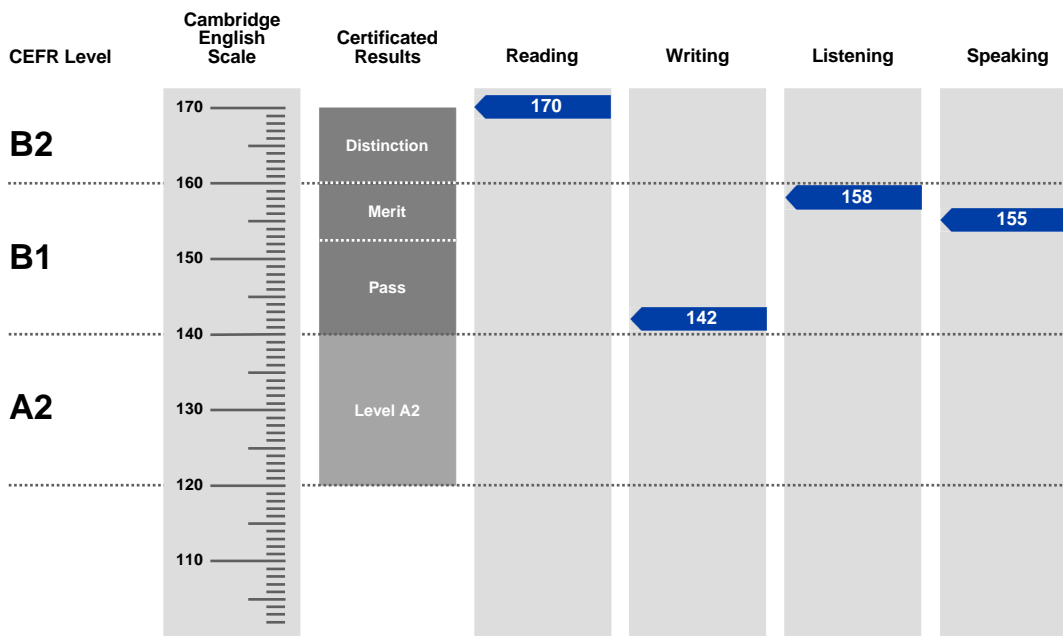 CEFR Level
Cambridge
English
Scale
Certificated
Results
Reading
Writing
Listening
Speaking
170
170
B2
Distinction
160
158
Merit
155
B1
150
Pass
142
140
A2
130
Level A2
120
110